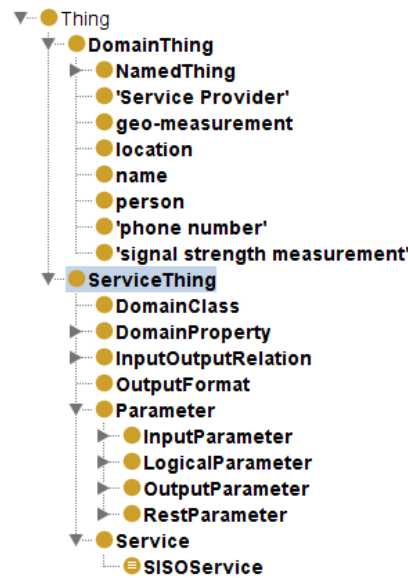 Thing
DomainThing
NamedThing
'Service Provider'
geo-measurement
location
name
person
'phone number'
'signal strength measurement'
ServiceThing
DomainClass
DomainProperty
InputOutputRelation
OutputFormat
Parameter
InputParameter
LogicalParameter
OutputParameter
RestParameter
Service
SISOService